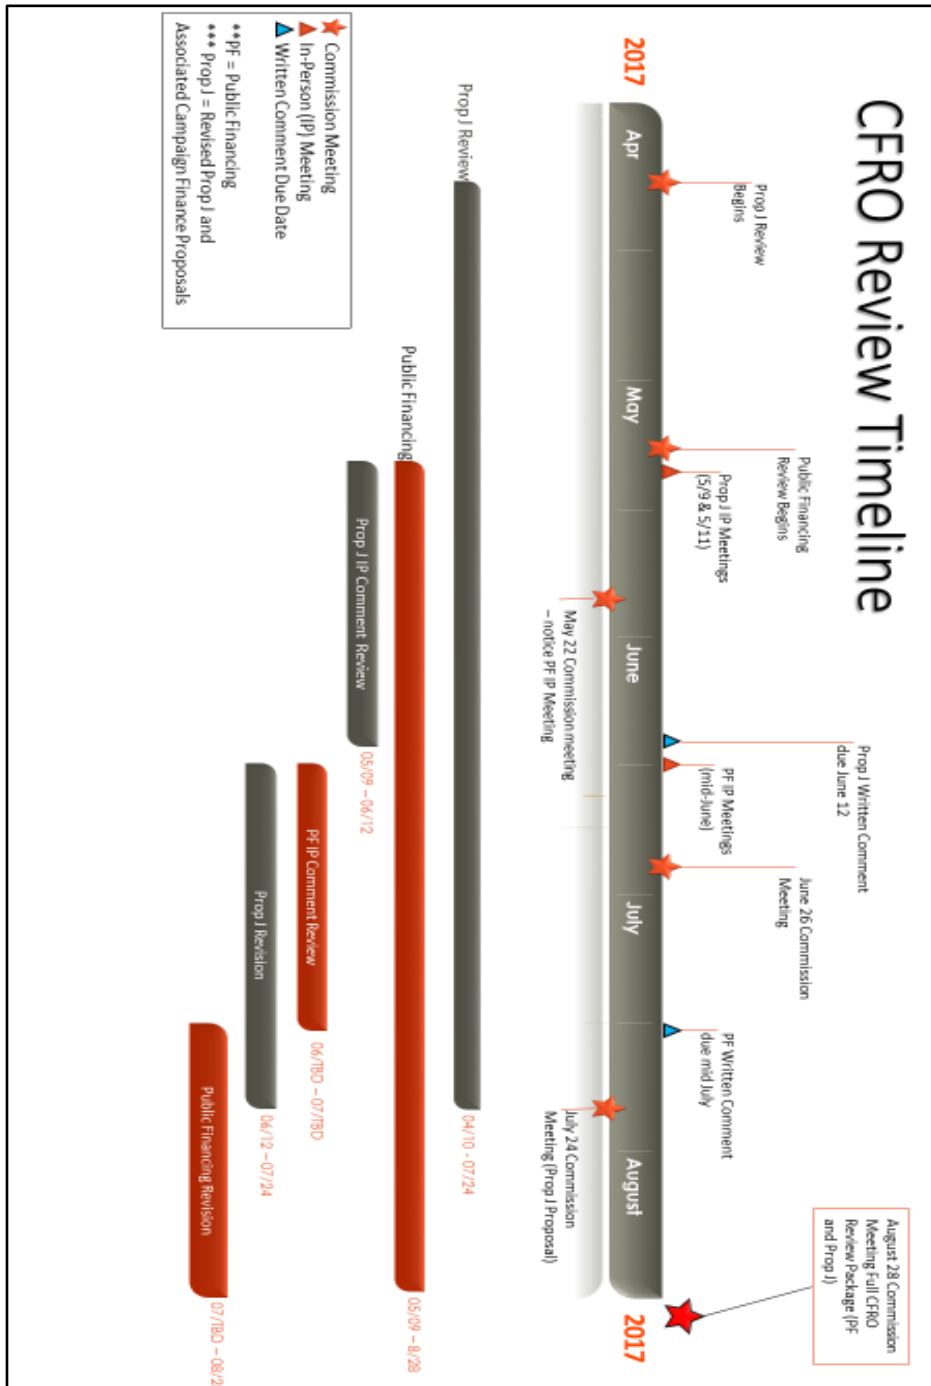 CFRO Review Timeline
August 28 Commission
Meeting Full CFRO
Review Package (PF
and Prop J)
Prop J Written Comment
due June 12
Public Financing
Review Begins
June 26 Commission
Meeting
Prop J Review
Begins
Prop J IP Meetings
(5/9 & 5/11)
PF IP Meetings
(mid-June)
PF Written Comment
due mid July
2017
Apr
May
June
July
August
2017
May 22 Commission meeting
– notice PF IP Meeting
July 24 Commission
Meeting (Prop J Proposal)
Prop J Review
04/10 - 07/24
Public Financing
05/09 – 8/28
Prop J IP Comment Review
05/09 – 06/12
PF IP Comment Review
06/TBD – 07/TBD
Prop J Revision
06/12 – 07/24
Public Financing Revision
07/TBD – 08/2
Commission Meeting
In-Person (IP) Meeting
Written Comment Due Date
**PF = Public Financing
*** Prop J = Revised Prop J and
Associated Campaign Finance Proposals